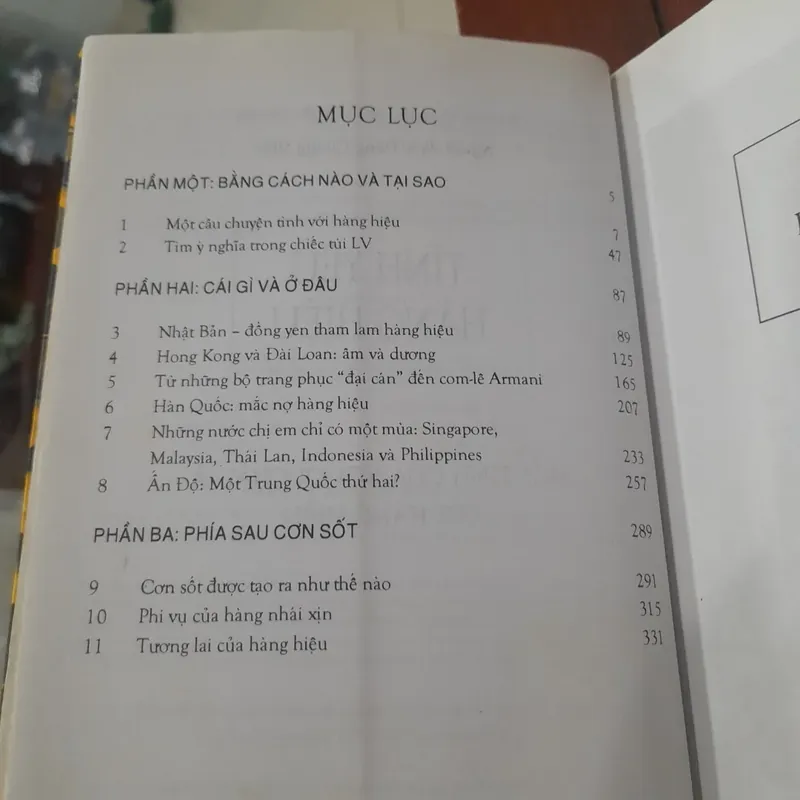 MỤC LỤC
PHẦN MỘT: BẰNG CÁCH NÀO VÀ TẠI SAO 5
1 Một câu chuyện tình với hàng hiệu 7
2 Tìm ý nghĩa trong chiếc túi LV 47
PHẦN HAI: CÁI GÌ VÀ Ở ĐÂU 87
3 Nhật Bản – đồng yen tham lam hàng hiệu 89
4 Hong Kong và Đài Loan: âm và dương 125
5 Từ những bộ trang phục “đại cán” đến com-lê Armani 165
6 Hàn Quốc: mắc nợ hàng hiệu 207
7 Những nước chị em chỉ có một mùa: Singapore,
Malaysia, Thái Lan, Indonesia và Philippines 233
8 Ấn Độ: Một Trung Quốc thứ hai? 257
PHẦN BA: PHÍA SAU CƠN SỐT 289
9 Cơn sốt được tạo ra như thế nào 291
10 Phi vụ của hàng nhái xịn 315
11 Tương lai của hàng hiệu 331